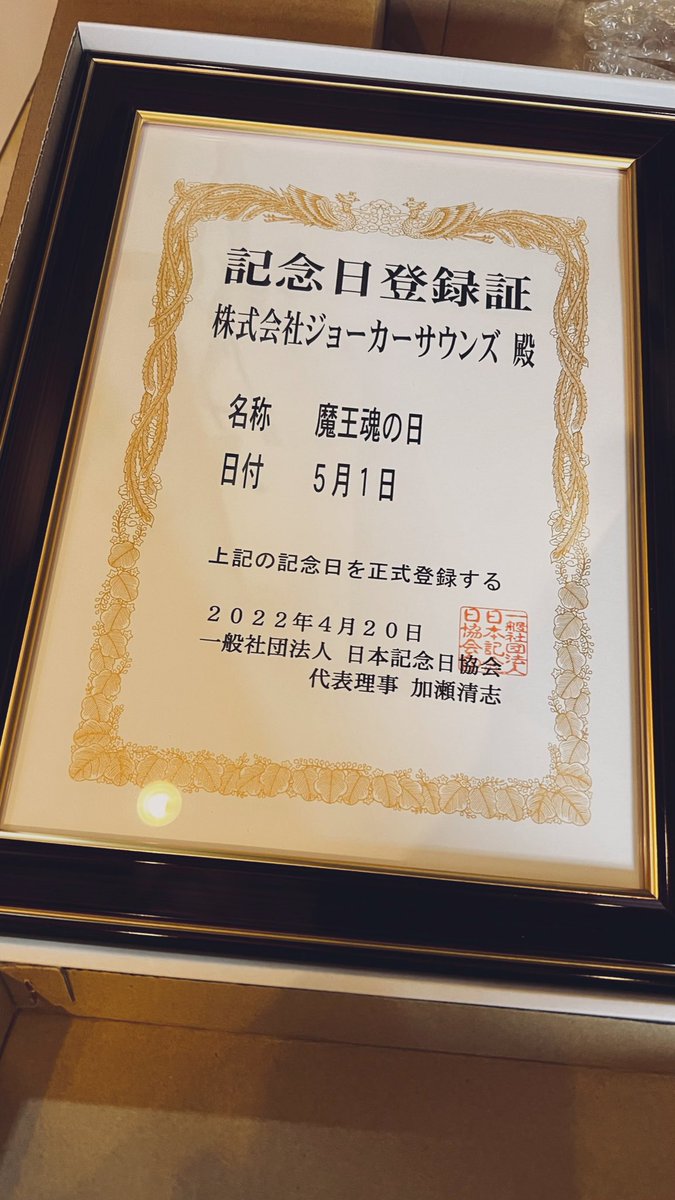 記念日登録証
株式会社ジョーカーサウンズ 殿
名称 魔王魂の日
日付 5月1日
上記の記念日を正式登録する
2022年4月20日
一般社団法人 日本記念日協会
代表理事 加瀬清志
一般社団法人
日本記念
日協会